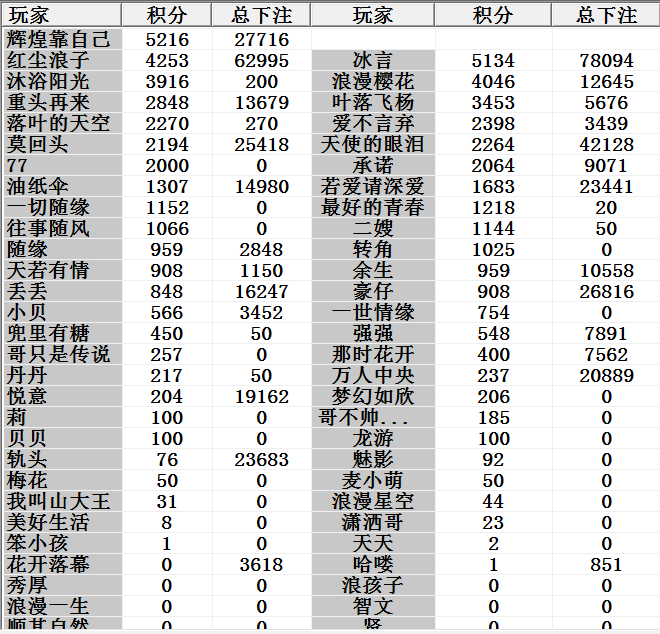 玩家 积分 总下注 玩家 积分 总下注
辉煌靠自己 5216 27716
红尘浪子 4253 62995 冰言 5134 78094
沐浴阳光 3916 200 浪漫樱花 4046 12645
重头再来 2848 13679 叶落飞杨 3453 5676
落叶的天空 2270 270 爱不言弃 2398 3439
莫回头 2194 25418 天使的眼泪 2264 42128
77 2000 0 承诺 2064 9071
油纸伞 1307 14980 若爱请深爱 1683 23441
一切随缘 1152 0 最好的青春 1218 20
往事随风 1066 0 二嫂 1144 50
随缘 959 2848 转角 1025 0
天若有情 908 1150 余生 959 10558
丢丢 848 16247 豪仔 908 26816
小贝 566 3452 一世情缘 754 0
兜里有糖 450 50 强强 548 7891
哥只是传说 257 0 那时花开 400 7562
丹丹 217 50 万人中央 237 20889
悦意 204 19162 梦幻如欣 206 0
莉 100 0 哥不帅... 185 0
贝贝 100 0 龙游 100 0
轨头 76 23683 魅影 92 0
梅花 50 0 麦小萌 50 0
我叫山大王 31 0 浪漫星空 44 0
美好生活 8 0 潇洒哥 23 0
笨小孩 1 0 天天 2 0
花开落幕 0 3618 哈喽 1 851
秀厚 0 0 浪孩子 0 0
浪漫一生 0 0 智文 0 0
顺其自然 0 0 贤 0 0